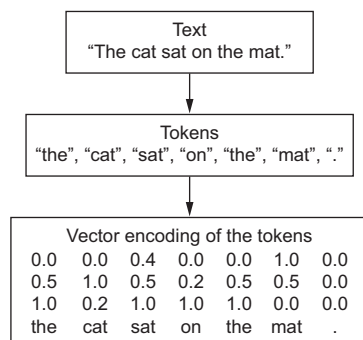 Text
“The cat sat on the mat.”
Tokens
“the”, “cat”, “sat”, “on”, “the”, “mat”, “.”
Vector encoding of the tokens
0.0 0.0 0.4 0.0 0.0 1.0 0.0
0.5 1.0 0.5 0.2 0.5 0.5 0.0
1.0 0.2 1.0 1.0 1.0 0.0 0.0
the cat sat on the mat .